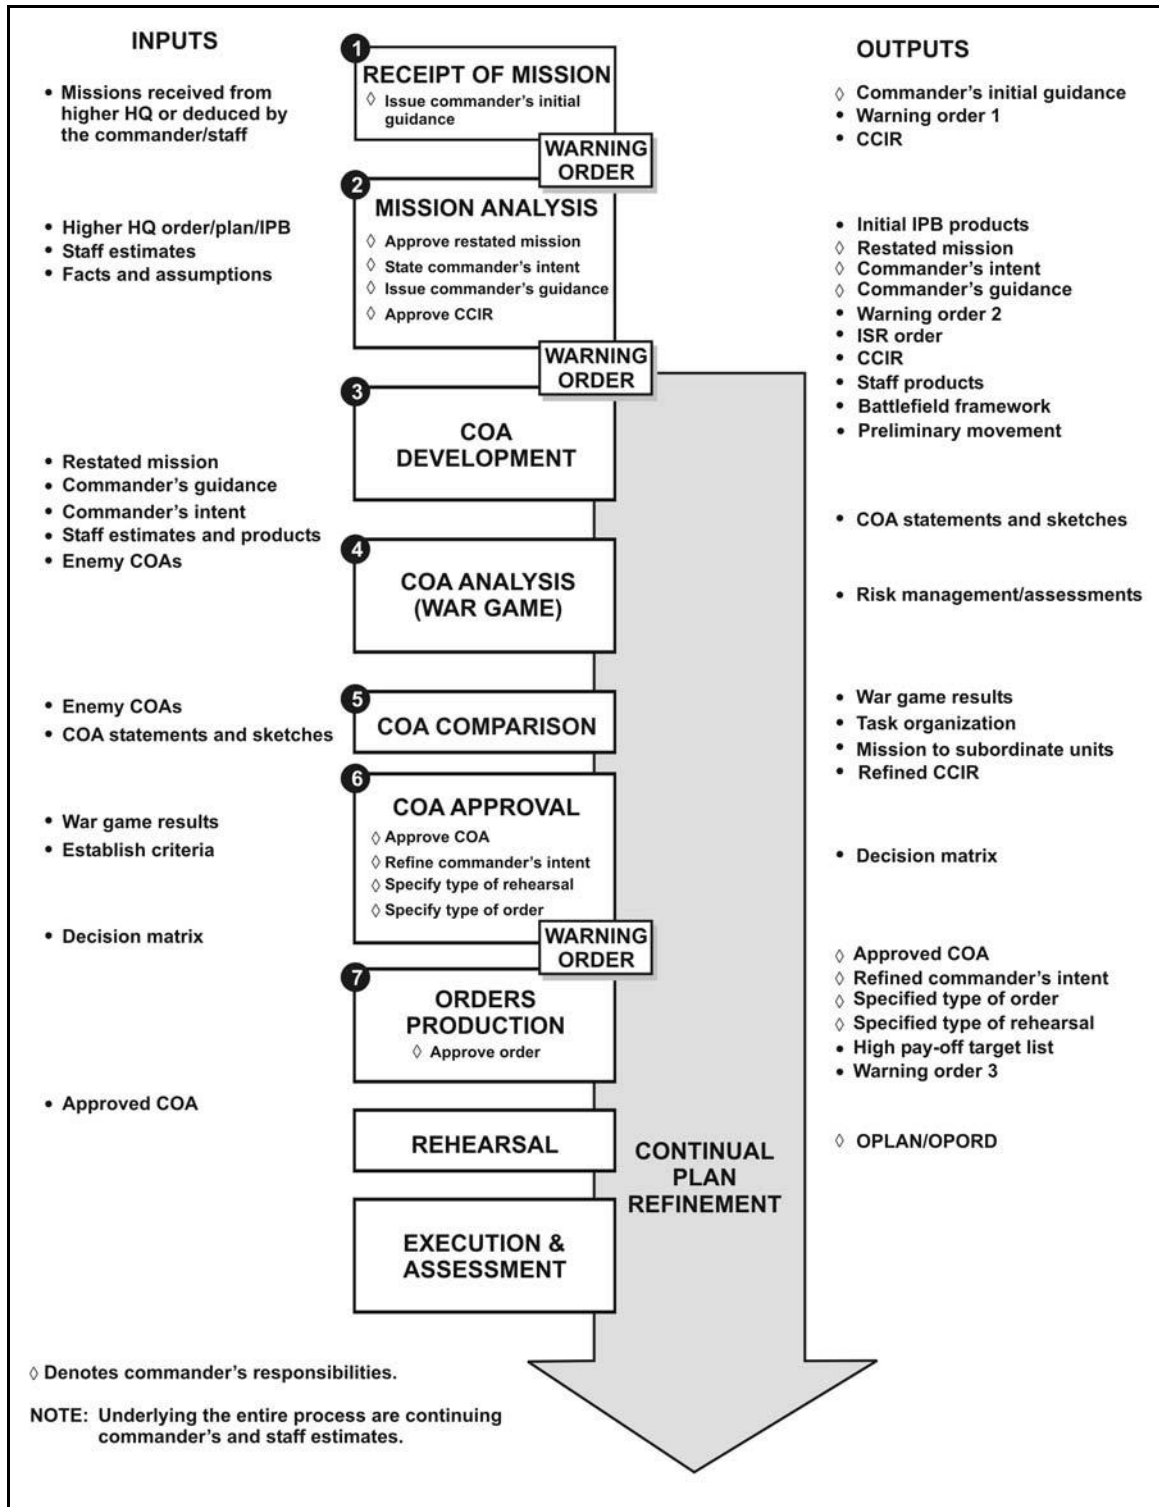 INPUTS
• Missions received from
higher HQ or deduced by
the commander/staff
• Higher HQ order/plan/IPB
• Staff estimates
• Facts and assumptions
• Restated mission
• Commander's guidance
• Commander's intent
• Staff estimates and products
• Enemy COAs
• Enemy COAs
• COA statements and sketches
• War game results
• Establish criteria
• Decision matrix
• Approved COA
1
RECEIPT OF MISSION
◊ Issue commander's initial
guidance
WARNING
ORDER
2
MISSION ANALYSIS
◊ Approve restated mission
◊ State commander's intent
◊ Issue commander's guidance
◊ Approve CCIR
WARNING
ORDER
3
COA
DEVELOPMENT
4
COA ANALYSIS
(WAR GAME)
5
COA COMPARISON
6
COA APPROVAL
◊ Approve COA
◊ Refine commander's intent
◊ Specify type of rehearsal
◊ Specify type of order
WARNING
ORDER
7
ORDERS
PRODUCTION
◊ Approve order
REHEARSAL
EXECUTION &
ASSESSMENT
CONTINUAL
PLAN
REFINEMENT
OUTPUTS
◊ Commander's initial guidance
• Warning order 1
• CCIR
• Initial IPB products
◊ Restated mission
◊ Commander's intent
◊ Commander's guidance
• Warning order 2
• ISR order
• CCIR
• Staff products
• Battlefield framework
• Preliminary movement
• COA statements and sketches
• Risk management/assessments
• War game results
• Task organization
• Mission to subordinate units
• Refined CCIR
• Decision matrix
◊ Approved COA
◊ Refined commander's intent
◊ Specified type of order
◊ Specified type of rehearsal
• High pay-off target list
• Warning order 3
◊ OPLAN/OPORD
◊ Denotes commander's responsibilities.
NOTE: Underlying the entire process are continuing
commander's and staff estimates.